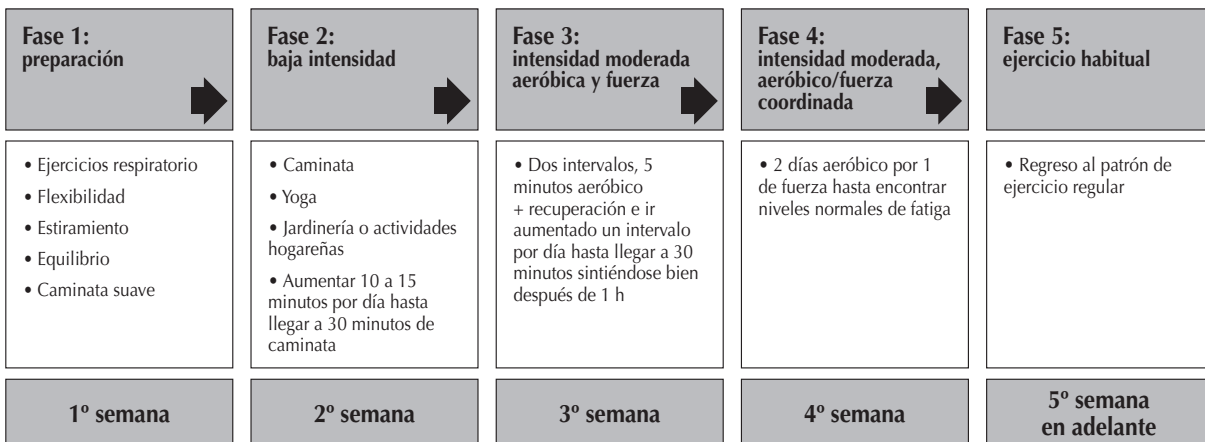 Fase 1:
preparación
Fase 2:
baja intensidad
Fase 3:
intensidad moderada
aeróbica y fuerza
Fase 4:
intensidad moderada,
aeróbico/fuerza
coordinada
Fase 5:
ejercicio habitual
• Ejercicios respiratorio
• Flexibilidad
• Estiramiento
• Equilibrio
• Caminata suave
• Caminata
• Yoga
• Jardinería o actividades
hogareñas
• Aumentar 10 a 15
minutos por día hasta
llegar a 30 minutos de
caminata
• Dos intervalos, 5
minutos aeróbico
+ recuperación e ir
aumentado un intervalo
por día hasta llegar a 30
minutos sintiéndose bien
después de 1 h
• 2 días aeróbico por 1
de fuerza hasta encontrar
niveles normales de fatiga
• Regreso al patrón de
ejercicio regular
1º semana
2º semana
3º semana
4º semana
5º semana
en adelante